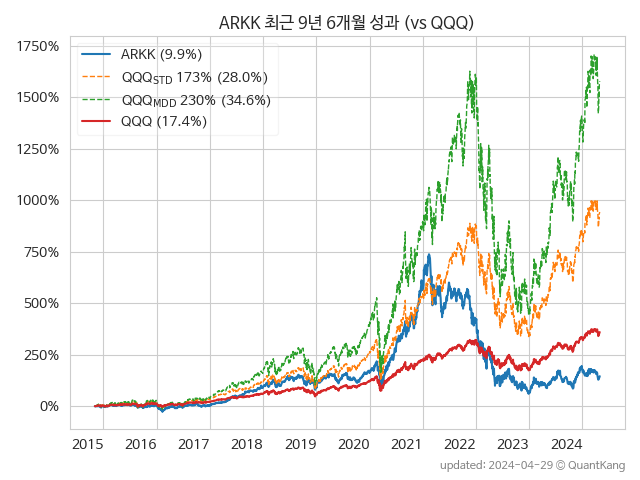 ARKK 최근 9년 6개월 성과 (vs QQQ)
1750%
1500%
1250%
1000%
750%
500%
250%
0%
ARKK (9.9%)
QQQSTD 173% (28.0%)
QQQMDD 230% (34.6%)
QQQ (17.4%)
2015 2016 2017 2018 2019 2020 2021 2022 2023 2024
updated: 2024-04-29 © QuantKang